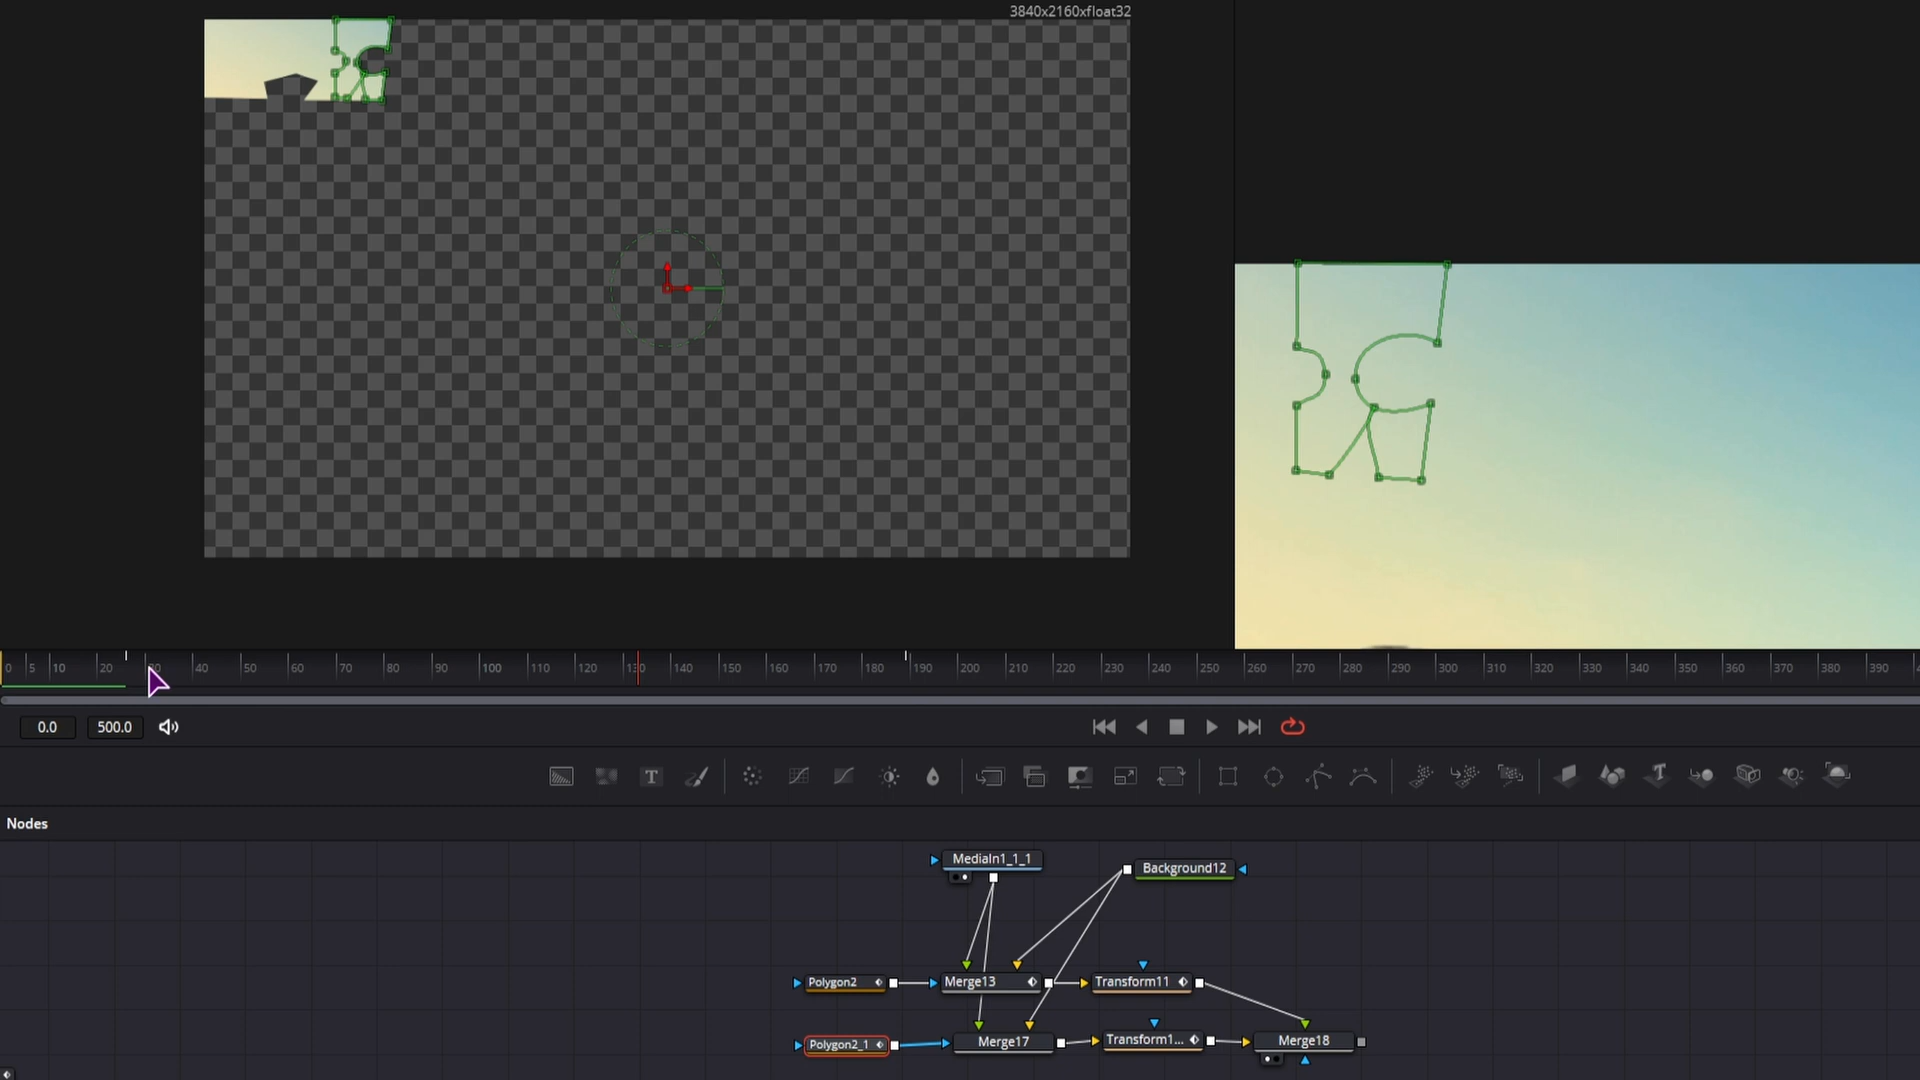 3840x2160xfloat32
0 5 10 20 30 40 50 60 70 80 90 100 110 120 130 140 150 160 170 180 190 200 210 220 230 240 250 260 270 280 290 300 310 320 330 340 350 360 370 380 390
0.0 500.0
T
T
Nodes
MediaIn1_1_1
Background12
Polygon2 Merge13 Transform11
Polygon2_1 Merge17 Transform1... Merge18